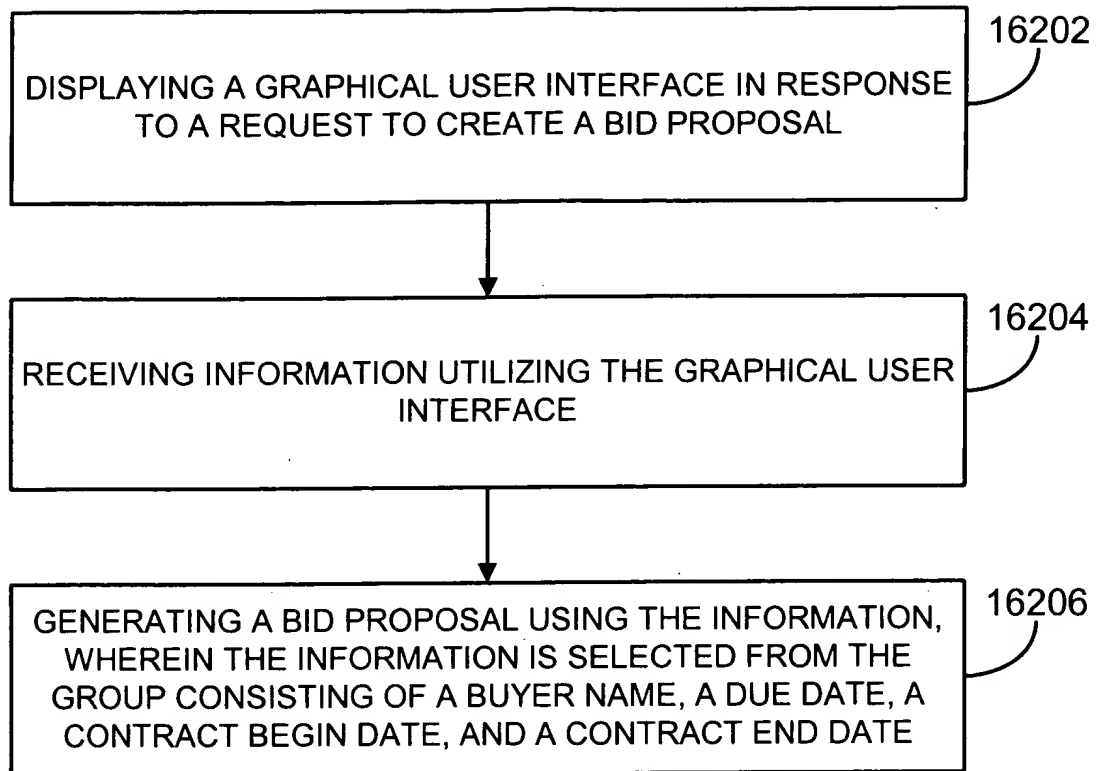 16202
DISPLAYING A GRAPHICAL USER INTERFACE IN RESPONSE
TO A REQUEST TO CREATE A BID PROPOSAL
16204
RECEIVING INFORMATION UTILIZING THE GRAPHICAL USER
INTERFACE
16206
GENERATING A BID PROPOSAL USING THE INFORMATION,
WHEREIN THE INFORMATION IS SELECTED FROM THE
GROUP CONSISTING OF A BUYER NAME, A DUE DATE, A
CONTRACT BEGIN DATE, AND A CONTRACT END DATE